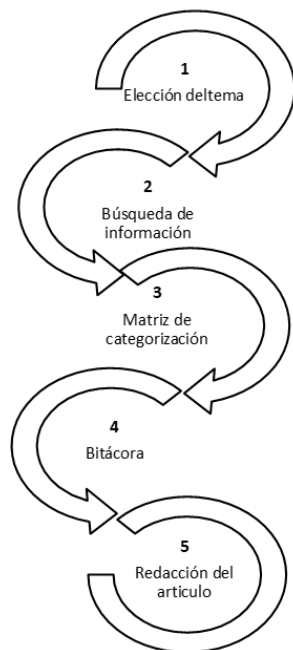 1
Elección deltema
2
Búsqueda de
información
3
Matriz de
categorización
4
Bitácora
5
Redacción del
articulo